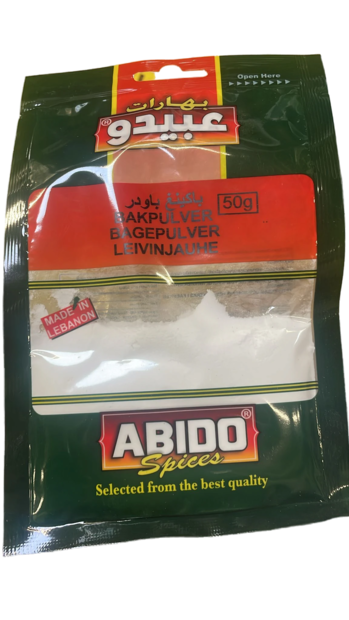 Open Here
بهارات
عبيدو®
باكينغ باودر
50g
BAKPULVER
BAGEPULVER
LEIVINJAUHE
MADE IN
LEBANON
ABIDO®
Spices
Selected from the best quality